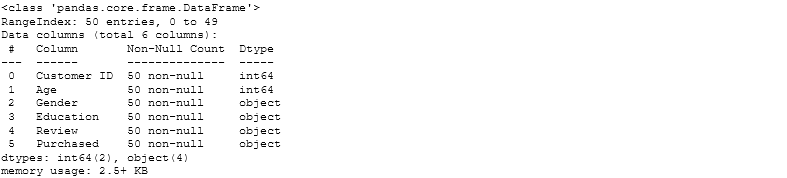 <class 'pandas.core.frame.DataFrame'>
RangeIndex: 50 entries, 0 to 49
Data columns (total 6 columns):
 #   Column       Non-Null Count  Dtype
---  ------       --------------  -----
 0   Customer ID  50 non-null     int64
 1   Age          50 non-null     int64
 2   Gender       50 non-null     object
 3   Education    50 non-null     object
 4   Review       50 non-null     object
 5   Purchased    50 non-null     object
dtypes: int64(2), object(4)
memory usage: 2.5+ KB